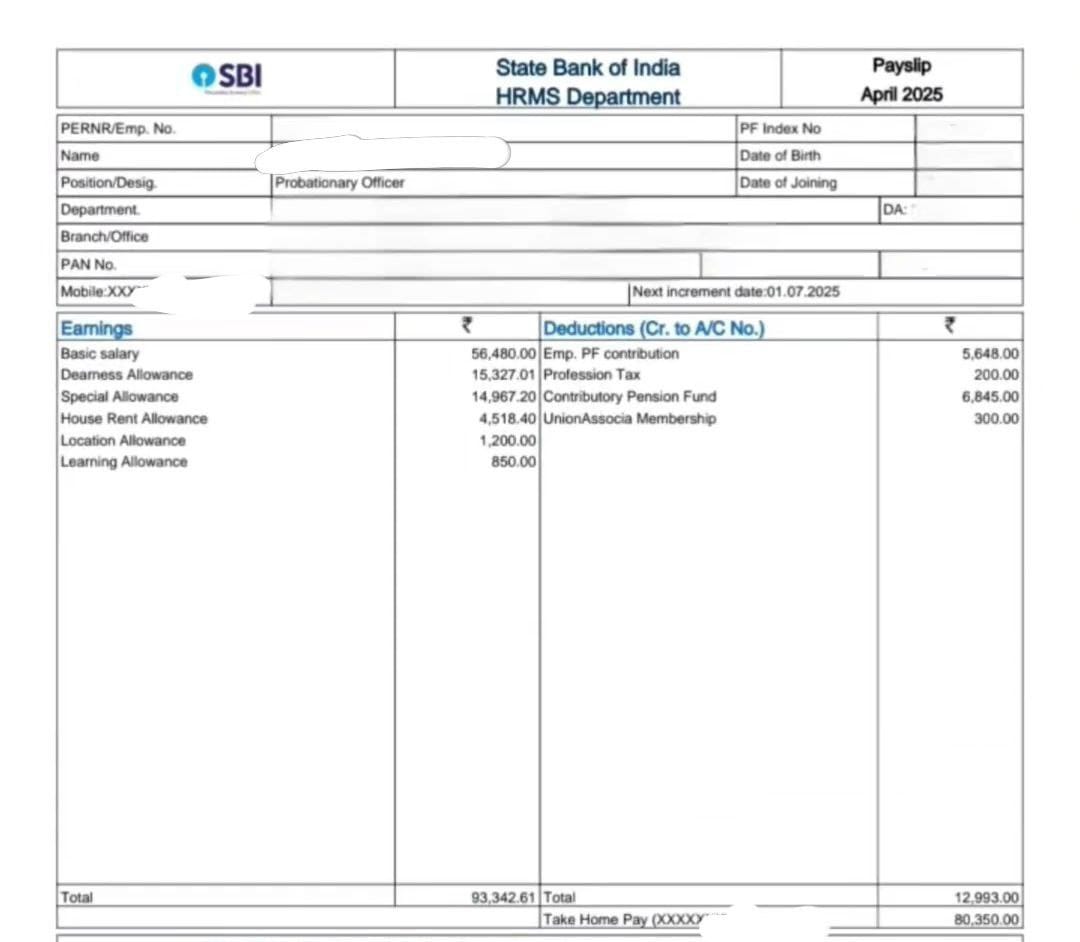 SBI
State Bank of India
HRMS Department
Payslip
April 2025
PERNR/Emp. No.
PF Index No
Name
Date of Birth
Position/Desig. Probationary Officer
Date of Joining
Department.
DA:
Branch/Office
PAN No.
Mobile:XXX
Next increment date:01.07.2025
Earnings ₹ Deductions (Cr. to A/C No.) ₹
Basic salary 56,480.00 Emp. PF contribution 5,648.00
Dearness Allowance 15,327.01 Profession Tax 200.00
Special Allowance 14,967.20 Contributory Pension Fund 6,845.00
House Rent Allowance 4,518.40 UnionAssocia Membership 300.00
Location Allowance 1,200.00
Learning Allowance 850.00
Total 93,342.61 Total 12,993.00
Take Home Pay (XXXXX 80,350.00